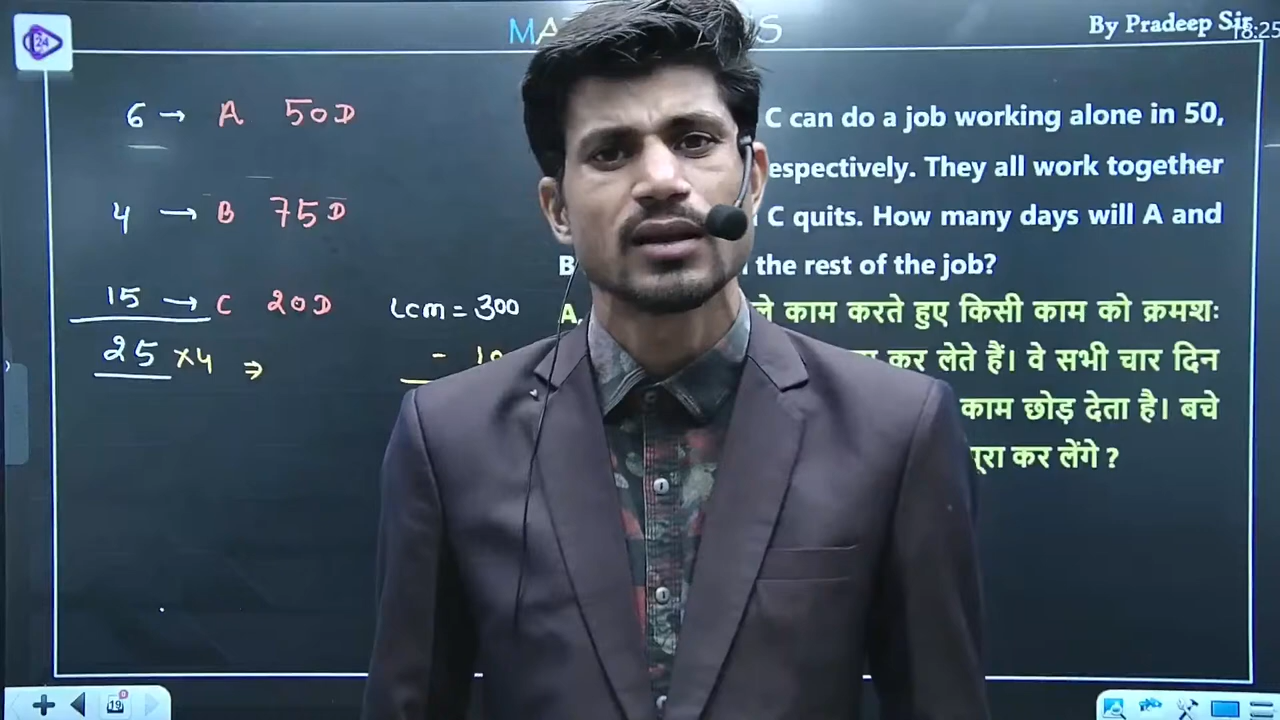 By Pradeep Sir
18:25
24
6 → A 50D
4 → B 75D
15 → C 20D
25 ×4 ⇒
LCM = 300
C can do a job working alone in 50,
They all work together
C quits. How many days will A and
B the rest of the job?
A, काम करते हुए किसी काम को क्रमशः
कर लेते हैं। वे सभी चार दिन
काम छोड़ देता है। बचे
कर लेंगे ?
19